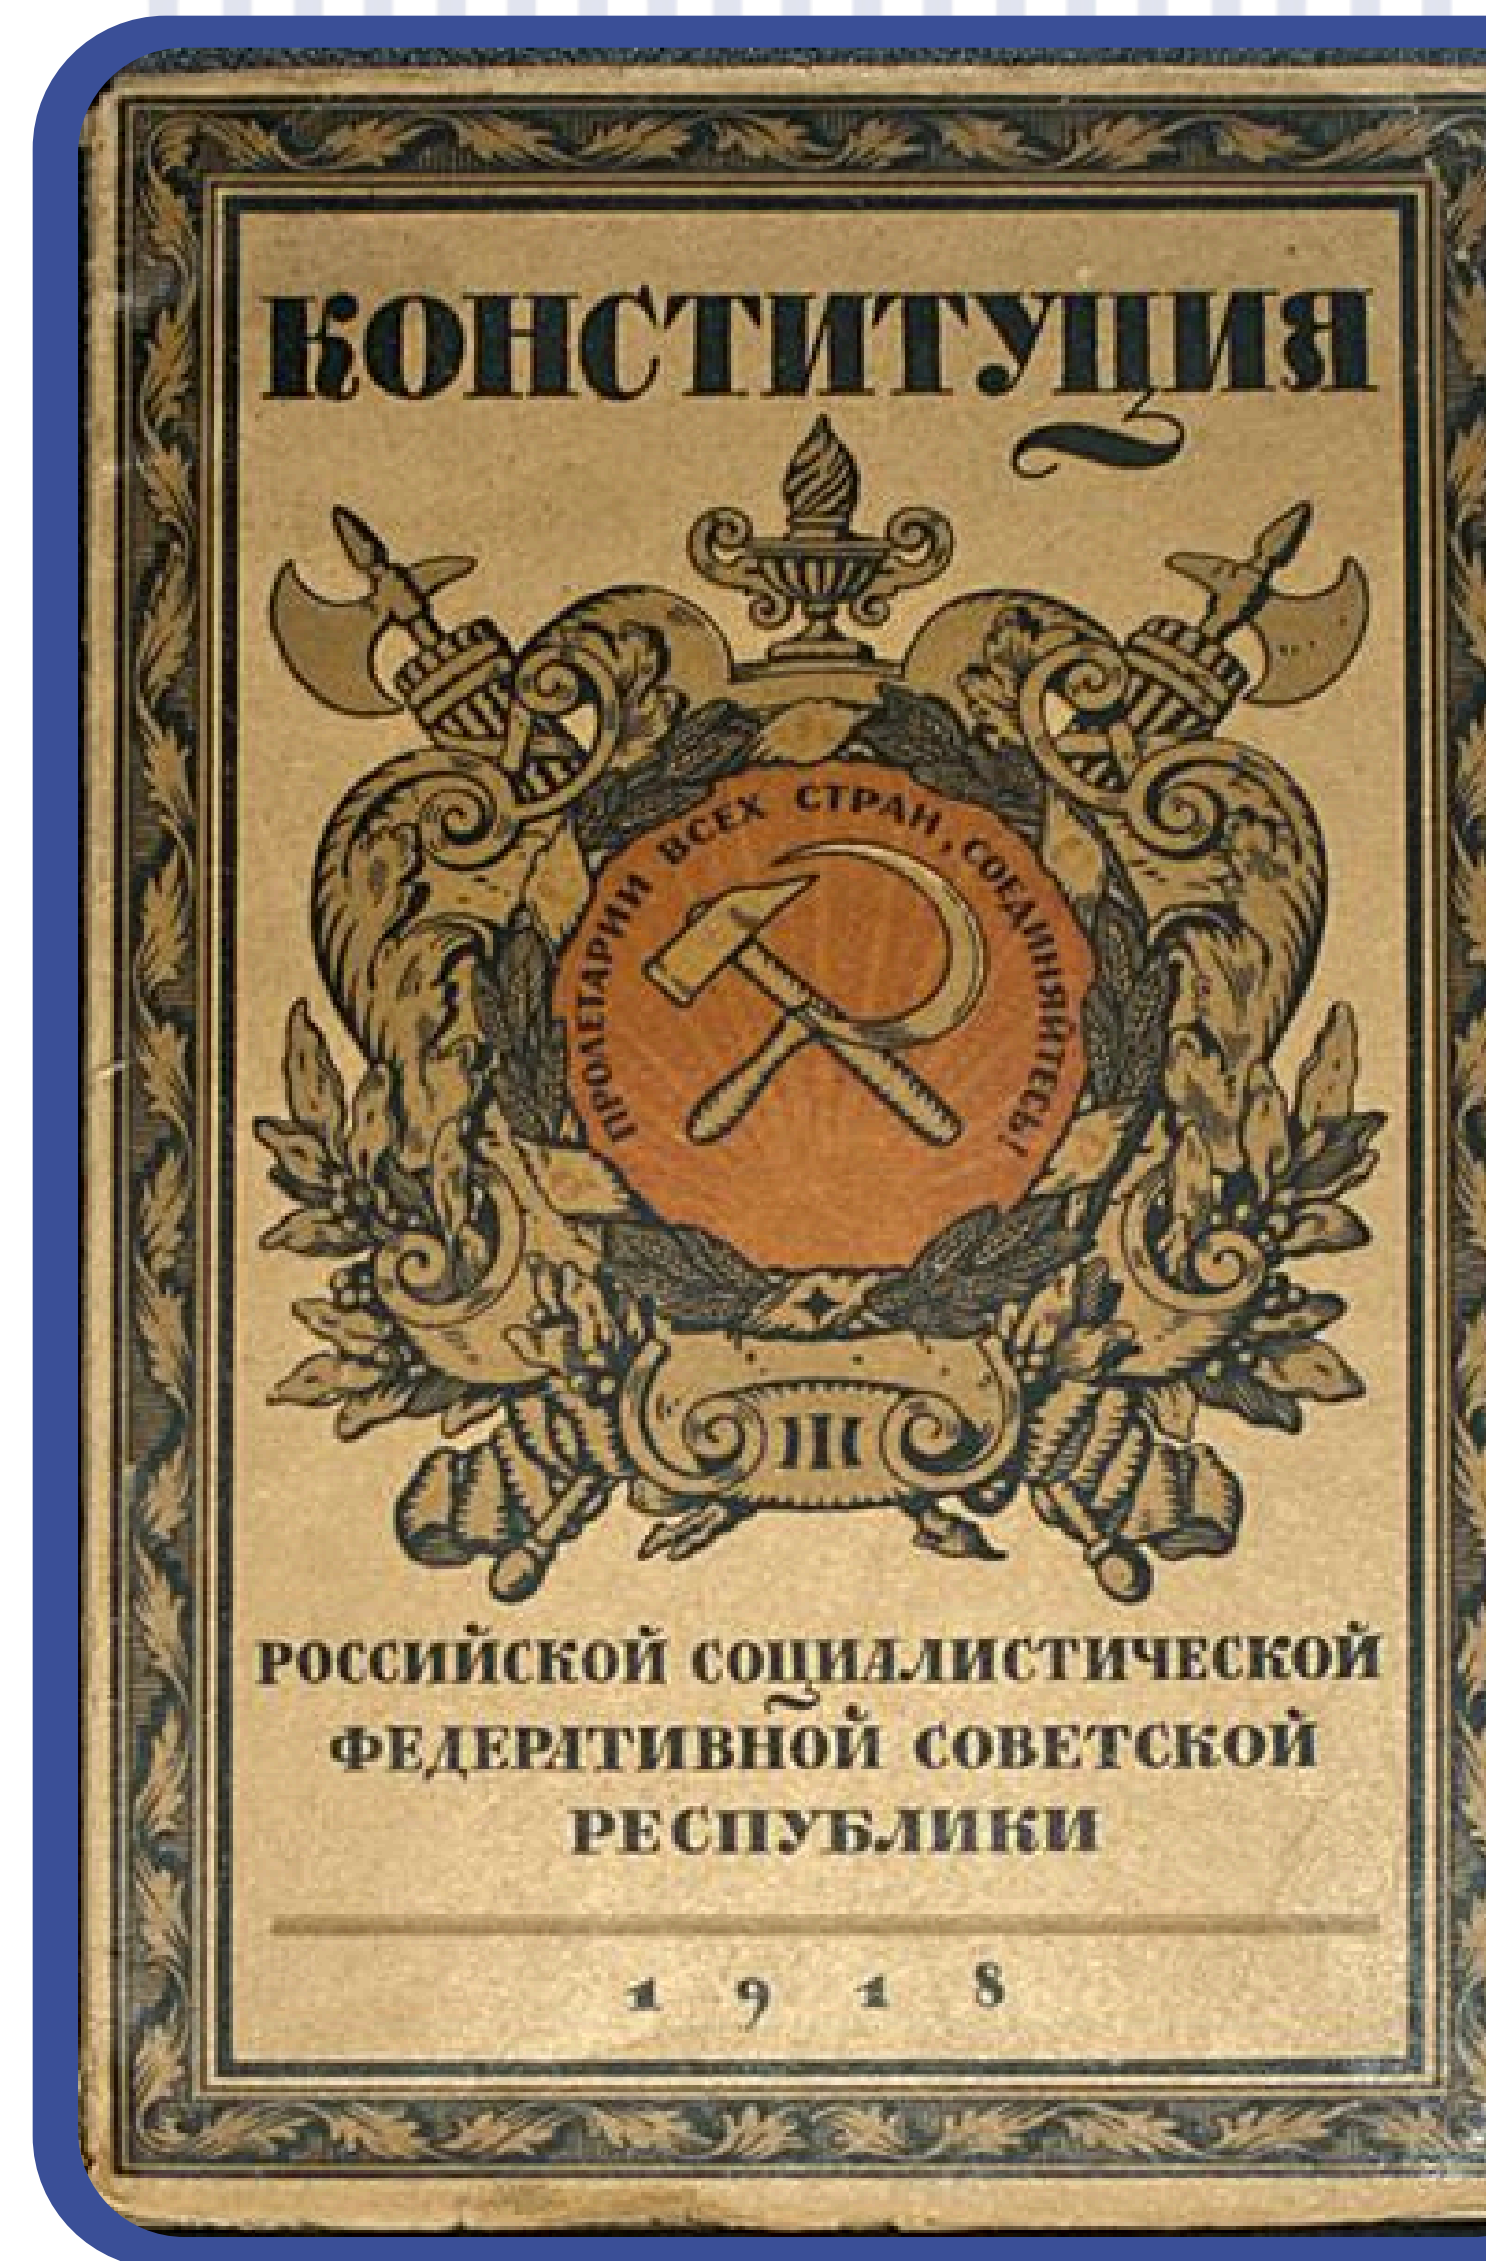 КОНСТИТУЦИЯ
ПРОЛЕТАРИИ ВСЕХ СТРАН, СОЕДИНЯЙТЕСЬ!
РОССИЙСКОЙ СОЦИАЛИСТИЧЕСКОЙ
ФЕДЕРАТИВНОЙ СОВЕТСКОЙ
РЕСПУБЛИКИ
1918